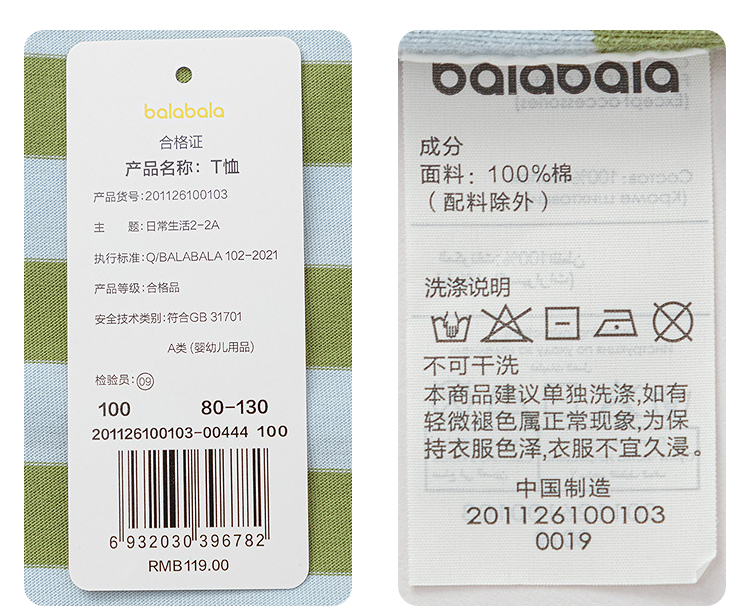 balabala
合格证
产品名称：T恤
产品货号:201126100103
主 题:日常生活2-2A
执行标准:Q/BALABALA 102-2021
产品等级:合格品
安全技术类别:符合GB 31701
A类 (婴幼儿用品)
检验员:09
100 80-130
201126100103-00444 100
6 932030 396782
RMB119.00
balabala
成分
面料：100%棉
（配料除外）
洗涤说明
不可干洗
本商品建议单独洗涤,如有
轻微褪色属正常现象,为保
持衣服色泽,衣服不宜久浸。
中国制造
201126100103
0019